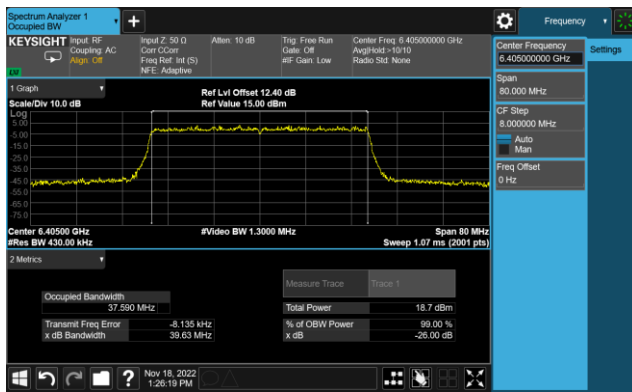 Spectrum Analyzer 1
Occupied BW
Frequency
KEYSIGHT
Input: RF
Coupling: AC
Align: Off
Input Z: 50 Ω
Corr CCorr
Freq Ref: Int (S)
NFE: Adaptive
Atten: 10 dB
Trig: Free Run
Gate: Off
#IF Gain: Low
Center Freq: 6.405000000 GHz
Avg|Hold:>10/10
Radio Std: None
Center Frequency
6.405000000 GHz
Settings
Span
80.000 MHz
CF Step
8.000000 MHz
Auto
Man
Freq Offset
0 Hz
1 Graph
Scale/Div 10.0 dB
Ref Lvl Offset 12.40 dB
Ref Value 15.00 dBm
Log
5.00
-5.00
-15.0
-25.0
-35.0
-45.0
-55.0
-65.0
-75.0
Center 6.40500 GHz
#Res BW 430.00 kHz
#Video BW 1.3000 MHz
Span 80 MHz
Sweep 1.07 ms (2001 pts)
2 Metrics
Measure Trace
Trace 1
Occupied Bandwidth
37.590 MHz
Total Power
18.7 dBm
Transmit Freq Error
-8.135 kHz
% of OBW Power
99.00 %
x dB Bandwidth
39.63 MHz
x dB
-26.00 dB
Nov 18, 2022
1:26:19 PM